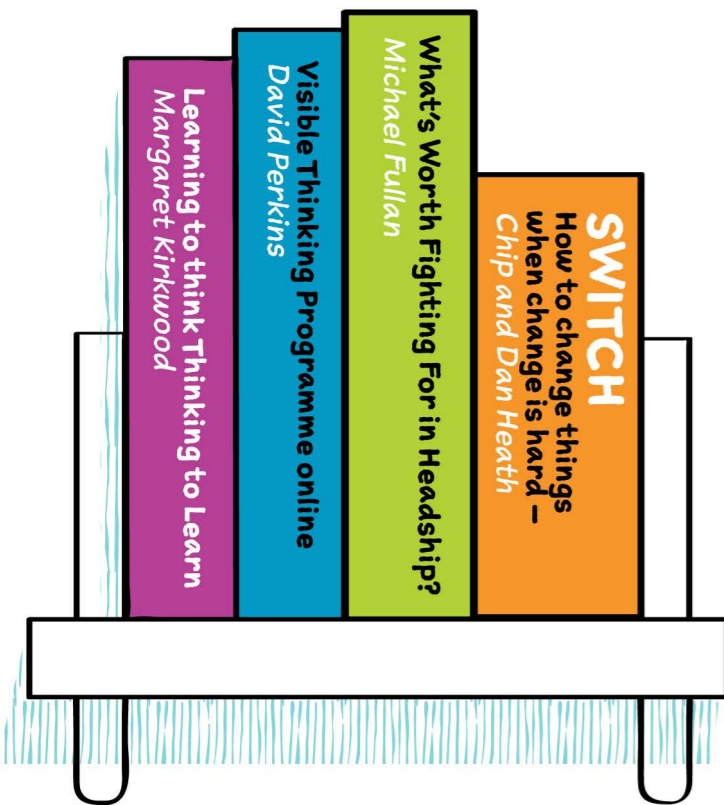 Learning to think Thinking to Learn
Margaret Kirkwood
Visible Thinking Programme online
David Perkins
What's Worth Fighting For in Headship?
Michael Fullan
SWITCH
How to change things
when change is hard –
Chip and Dan Heath